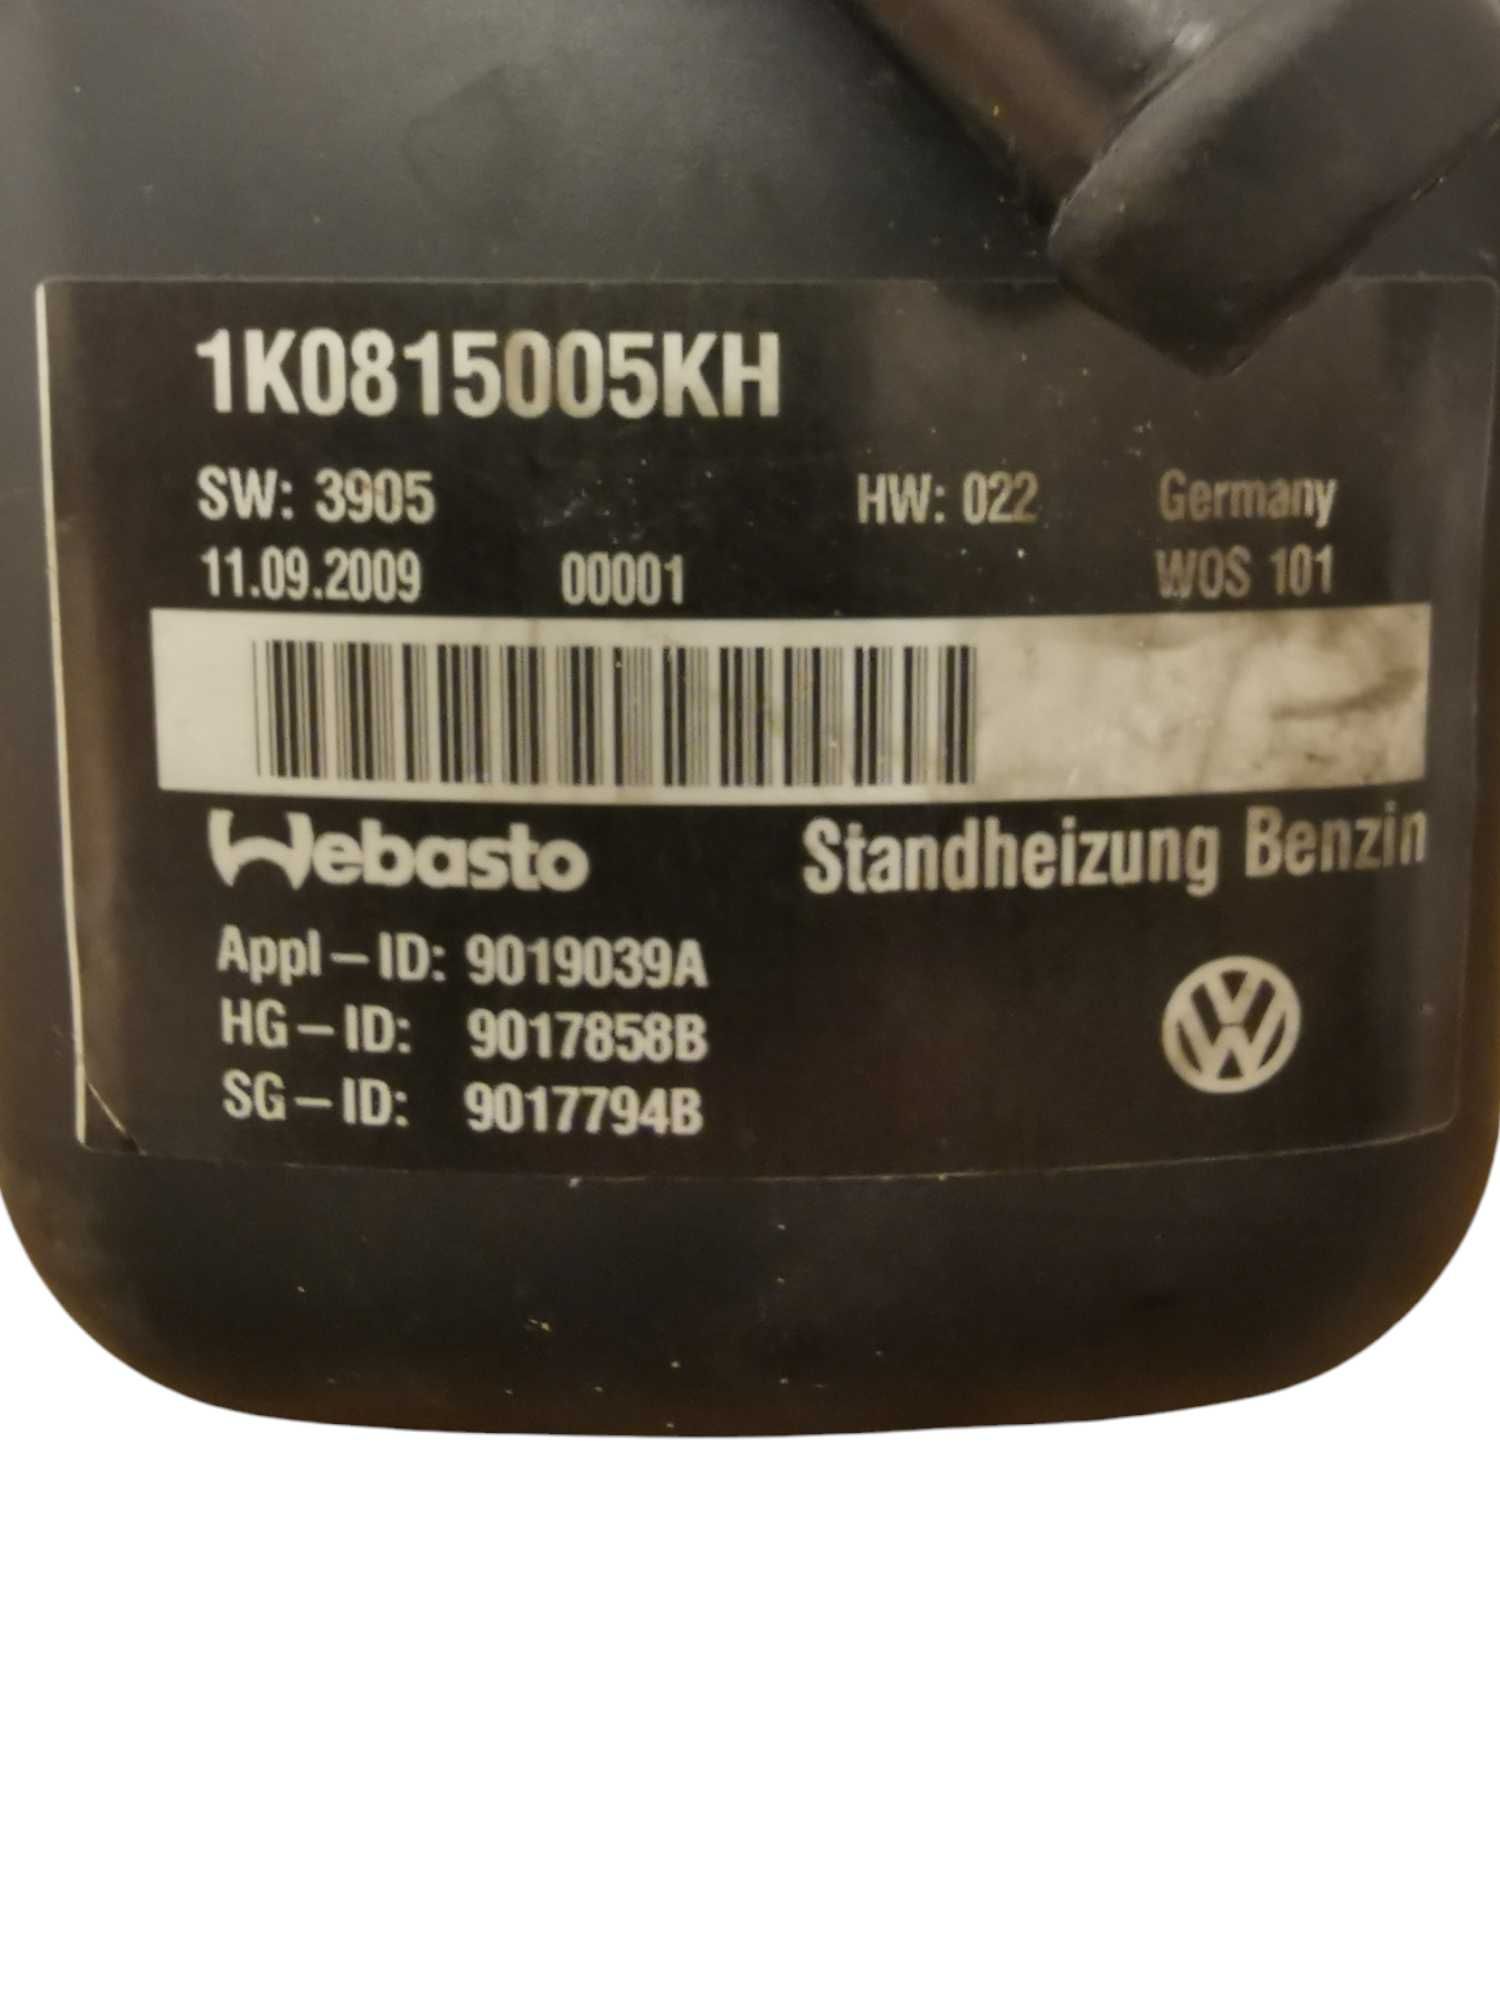 1K0815005KH
SW: 3905 HW: 022 Germany
11.09.2009 00001 WOS 101
Webasto Standheizung Benzin
Appl-ID: 9019039A
HG-ID: 9017858B
SG-ID: 9017794B